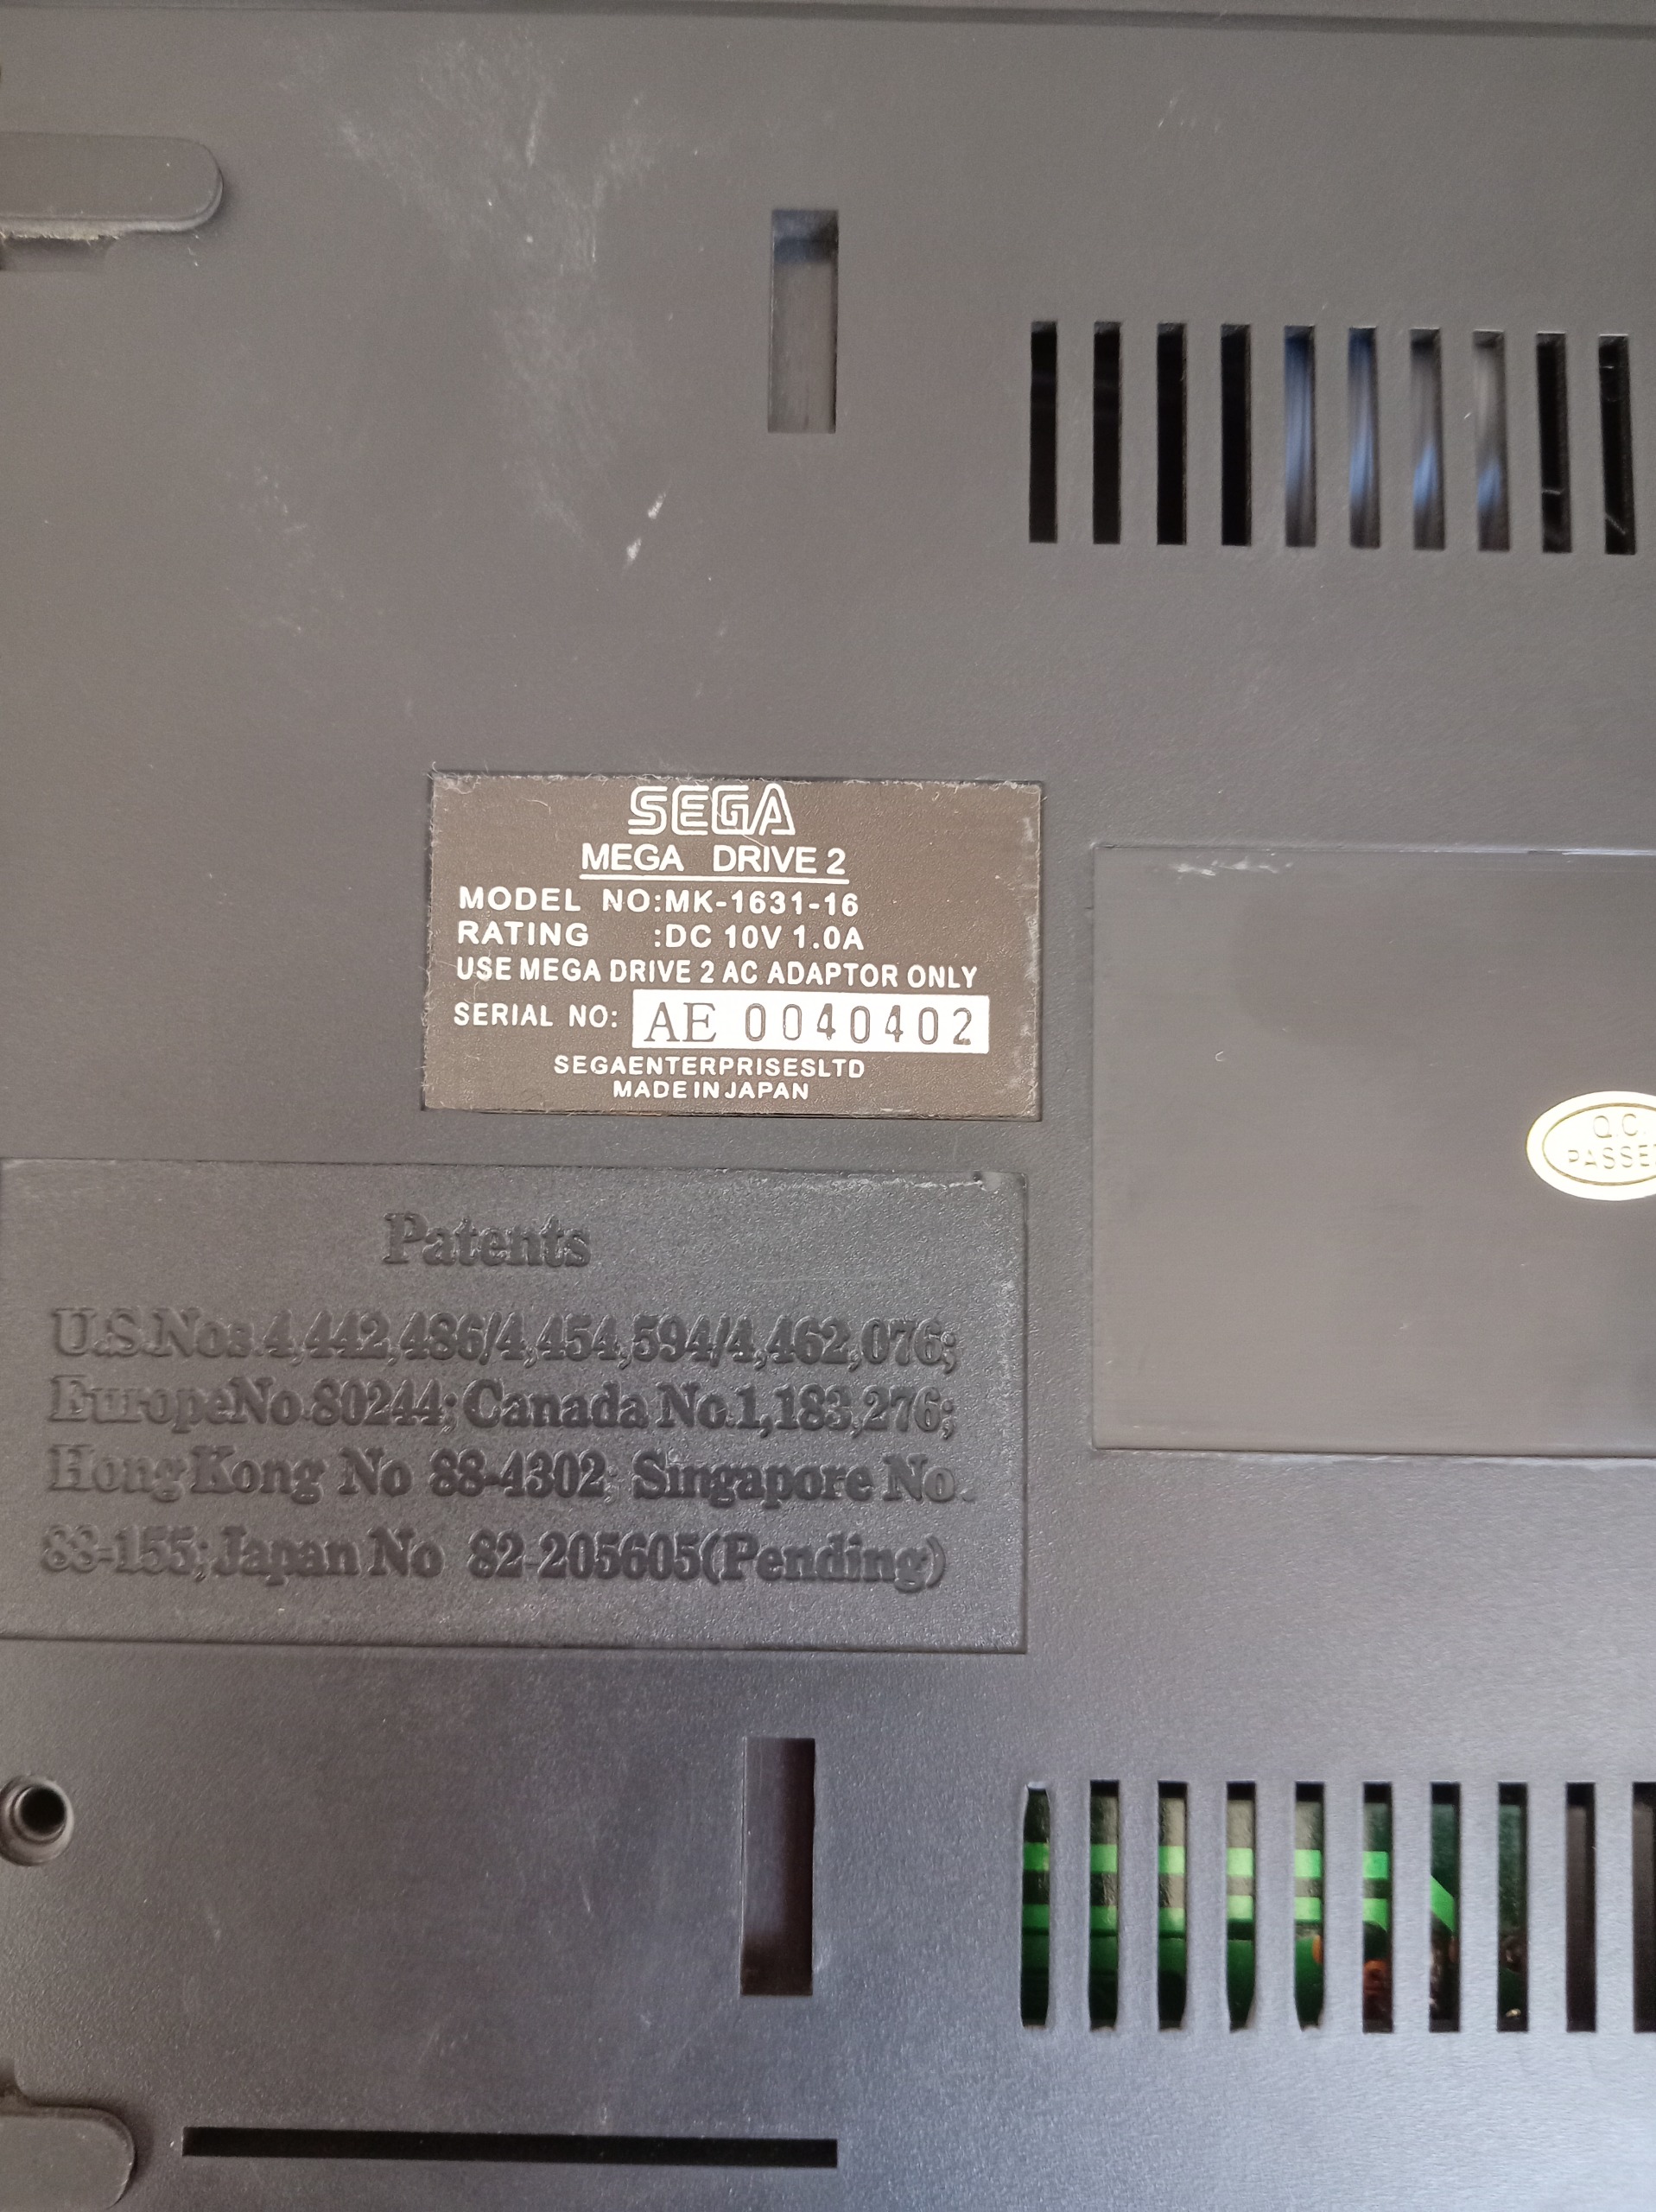 SEGA
MEGA DRIVE 2
MODEL NO:MK-1631-16
RATING :DC 10V 1.0A
USE MEGA DRIVE 2 AC ADAPTOR ONLY
SERIAL NO: AE 0040402
SEGAENTERPRISESLTD
MADE IN JAPAN
Q.C.
PASSE
Patents
U.S.Nos.4,442,486/4,454,594/4,462,076;
EuropeNo.80244;Canada No.1,183,276;
HongKong No 88-4302; Singapore No.
88-155;Japan No 82-205605(Pending)